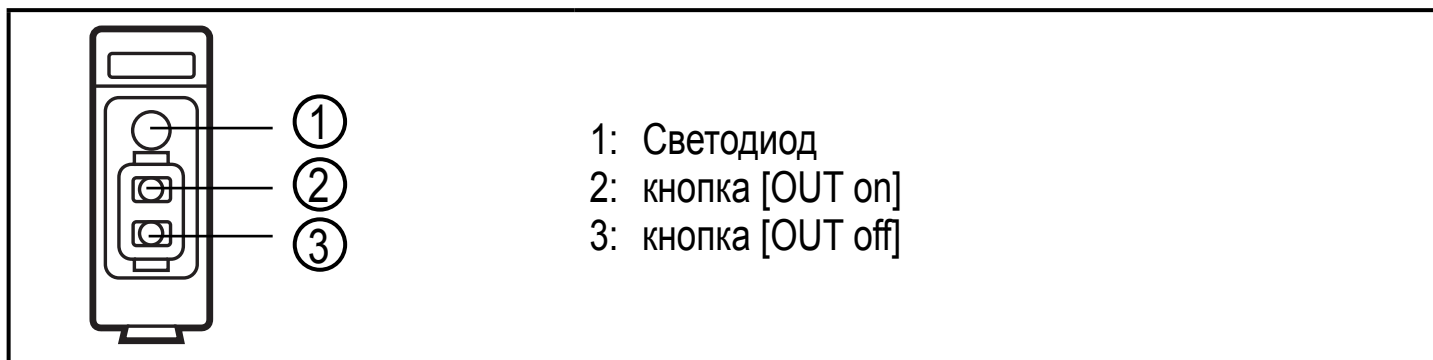 1
2
3
1: Светодиод
2: кнопка [OUT on]
3: кнопка [OUT off]